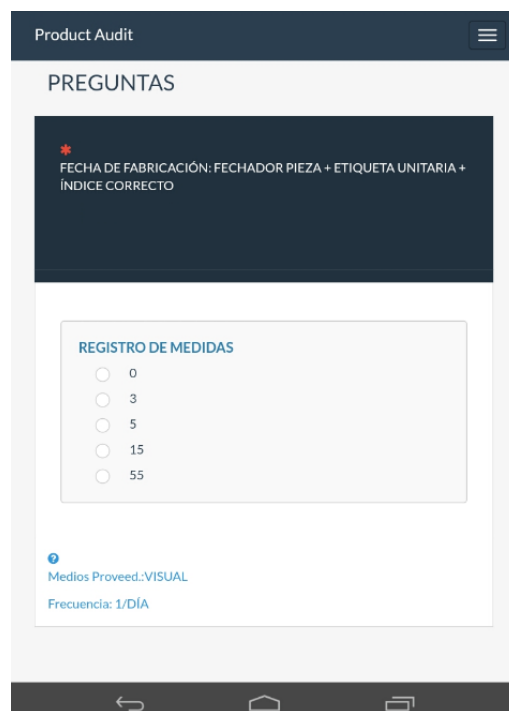 Product Audit
PREGUNTAS
*
FECHA DE FABRICACIÓN: FECHADOR PIEZA + ETIQUETA UNITARIA +
ÍNDICE CORRECTO
REGISTRO DE MEDIDAS
0
3
5
15
55
Medios Proveed.:VISUAL
Frecuencia: 1/DÍA